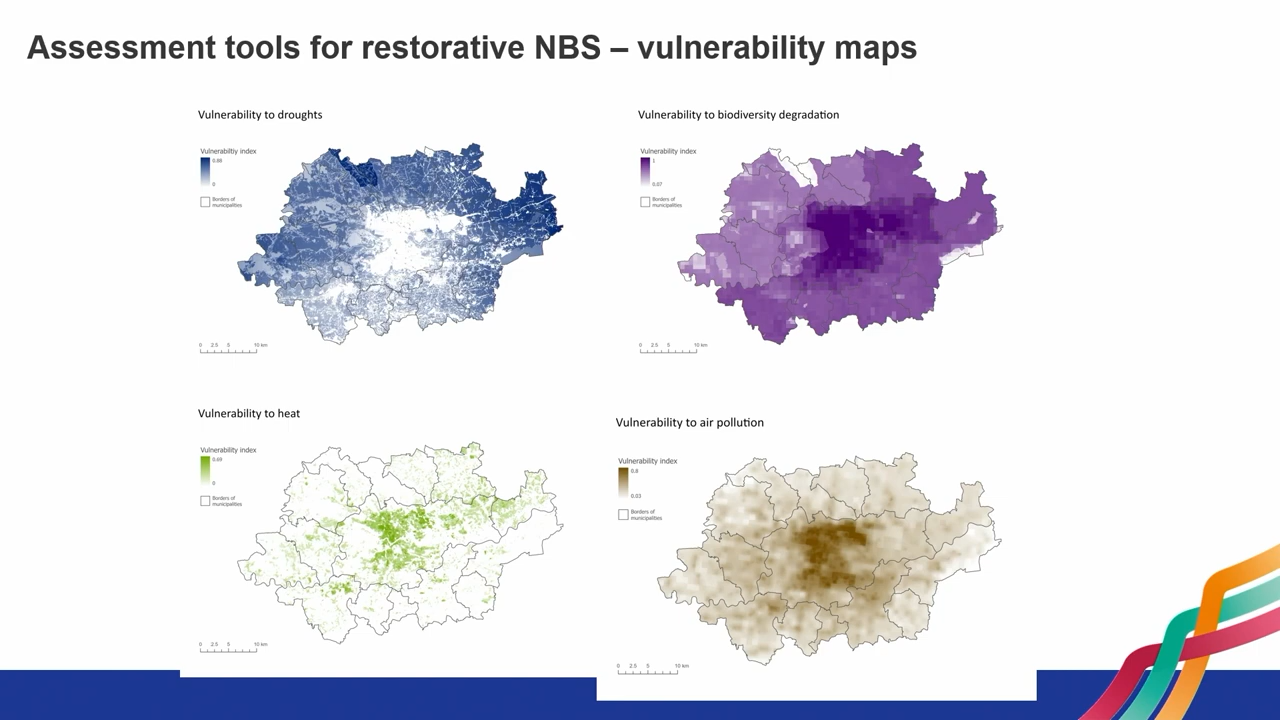 Assessment tools for restorative NBS – vulnerability maps
Vulnerability to droughts
Vulnerabiltiy index
0.88
0
Borders of
municipalities
0 2.5 5 10 km
Vulnerability to biodiversity degradation
Vulnerability index
1
0.07
Borders of
municipalities
0 2.5 5 10 km
Vulnerability to heat
Vulnerability index
0.69
0
Borders of
municipalities
0 2.5 5 10 km
Vulnerability to air pollution
Vulnerability index
0.8
0.03
Borders of
municipalities
0 2.5 5 10 km